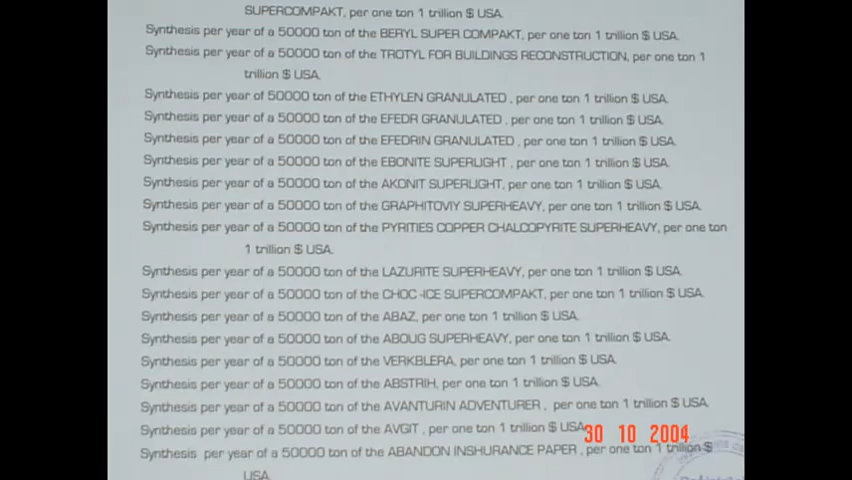 SUPERCOMPAKT, per one ton 1 trillion $ USA.
Synthesis per year of a 50000 ton of the BERYL SUPER COMPAKT, per one ton 1 trillion $ USA.
Synthesis per year of a 50000 ton of the TROTYL FOR BUILDINGS RECONSTRUCTION, per one ton 1
trillion $ USA.
Synthesis per year of 50000 ton of the ETHYLEN GRANULATED , per one ton 1 trillion $ USA.
Synthesis per year of a 50000 ton of the EFEDR GRANULATED , per one ton 1 trillion $ USA.
Synthesis per year of a 50000 ton of the EFEDRIN GRANULATED , per one ton 1 trillion $ USA.
Synthesis per year of a 50000 ton of the EBONITE SUPERLIGHT , per one ton 1 trillion $ USA.
Synthesis per year of a 50000 ton of the AKONIT SUPERLIGHT, per one ton 1 trillion $ USA.
Synthesis per year of a 50000 ton of the GRAPHITOVIY SUPERHEAVY, per one ton 1 trillion $ USA.
Synthesis per year of a 50000 ton of the PYRITIES COPPER CHALCOPYRITE SUPERHEAVY, per one ton
1 trillion $ USA.
Synthesis per year of a 50000 ton of the LAZURITE SUPERHEAVY, per one ton 1 trillion $ USA.
Synthesis per year of a 50000 ton of the CHOC -ICE SUPERCOMPAKT, per one ton 1 trillion $ USA.
Synthesis per year of a 50000 ton of the ABAZ, per one ton 1 trillion $ USA.
Synthesis per year of a 50000 ton of the ABOUG SUPERHEAVY, per one ton 1 trillion $ USA.
Synthesis per year of a 50000 ton of the VERKBLERA, per one ton 1 trillion $ USA.
Synthesis per year of a 50000 ton of the ABSTRIH, per one ton 1 trillion $ USA.
Synthesis per year of a 50000 ton of the AVANTURIN ADVENTURER , per one ton 1 trillion $ USA.
Synthesis per year of a 50000 ton of the AVGIT , per one ton 1 trillion $ USA.
30 10 2004
Synthesis per year of a 50000 ton of the ABANDON INSHURANCE PAPER , per one ton 1 trillion $
USA.